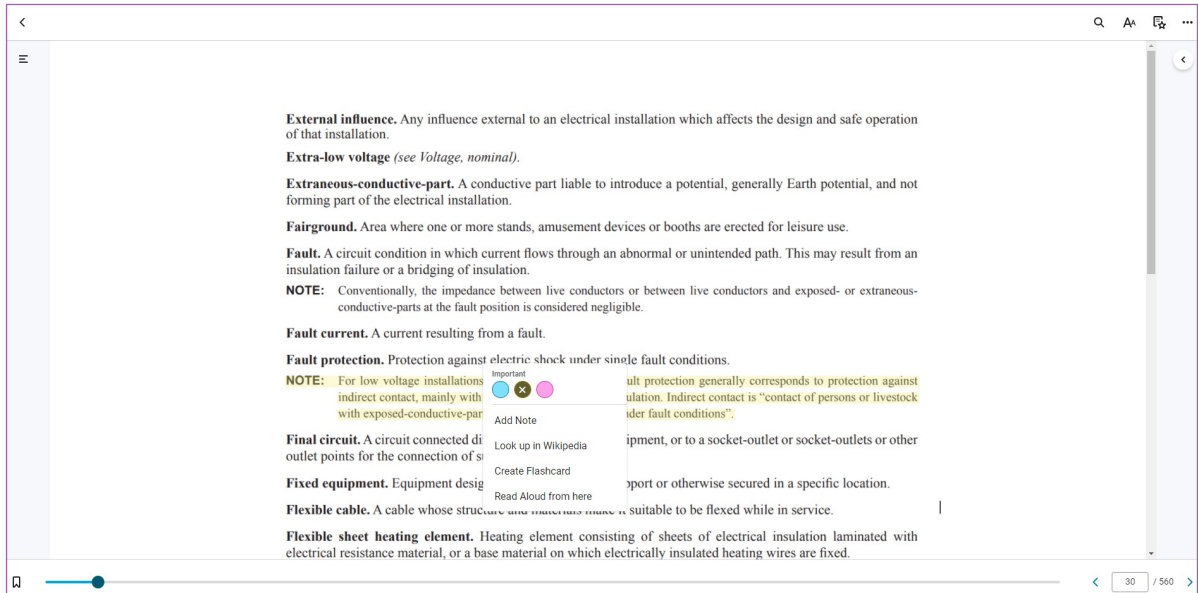 External influence. Any influence external to an electrical installation which affects the design and safe operation
of that installation.
Extra-low voltage (see Voltage, nominal).
Extraneous-conductive-part. A conductive part liable to introduce a potential, generally Earth potential, and not
forming part of the electrical installation.
Fairground. Area where one or more stands, amusement devices or booths are erected for leisure use.
Fault. A circuit condition in which current flows through an abnormal or unintended path. This may result from an
insulation failure or a bridging of insulation.
NOTE: Conventionally, the impedance between live conductors or between live conductors and exposed- or extraneous-
conductive-parts at the fault position is considered negligible.
Fault current. A current resulting from a fault.
Fault protection. Protection against electric shock under single fault conditions.
NOTE: For low voltage installations ult protection generally corresponds to protection against
indirect contact, mainly with ulation. Indirect contact is “contact of persons or livestock
with exposed-conductive-par der fault conditions”.
Important
Add Note
Look up in Wikipedia
Create Flashcard
Read Aloud from here
Final circuit. A circuit connected di ipment, or to a socket-outlet or socket-outlets or other
outlet points for the connection of
Fixed equipment. Equipment desig port or otherwise secured in a specific location.
Flexible cable. A cable whose structure and materials make it suitable to be flexed while in service.
Flexible sheet heating element. Heating element consisting of sheets of electrical insulation laminated with
electrical resistance material, or a base material on which electrically insulated heating wires are fixed.
30 / 560